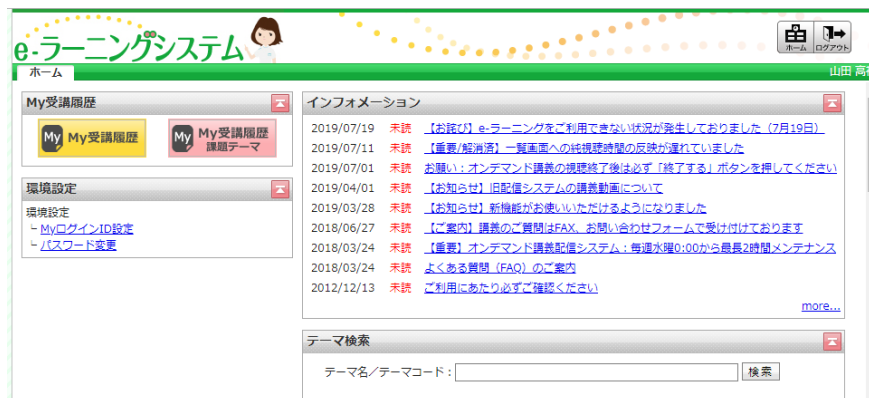 e-ラーニングシステム
ホーム ログアウト
ホーム
山田 高
My受講履歴
My My受講履歴
My My受講履歴
課題テーマ
環境設定
環境設定
└ MyログインID設定
└ パスワード変更
インフォメーション
2019/07/19 未読 【お詫び】e-ラーニングをご利用できない状況が発生しておりました（7月19日）
2019/07/11 未読 【重要/解消済】一覧画面への純視聴時間の反映が遅れていました
2019/07/01 未読 お願い：オンデマンド講義の視聴終了後は必ず「終了する」ボタンを押してください
2019/04/01 未読 【お知らせ】旧配信システムの講義動画について
2019/03/28 未読 【お知らせ】新機能がお使いいただけるようになりました
2018/06/27 未読 【ご案内】講義のご質問はFAX、お問い合わせフォームで受け付けております
2018/03/24 未読 【重要】オンデマンド講義配信システム：毎週水曜0:00から最長2時間メンテナンス
2018/03/24 未読 よくある質問（FAQ）のご案内
2012/12/13 未読 ご利用にあたり必ずご確認ください
more...
テーマ検索
テーマ名／テーマコード： 検索